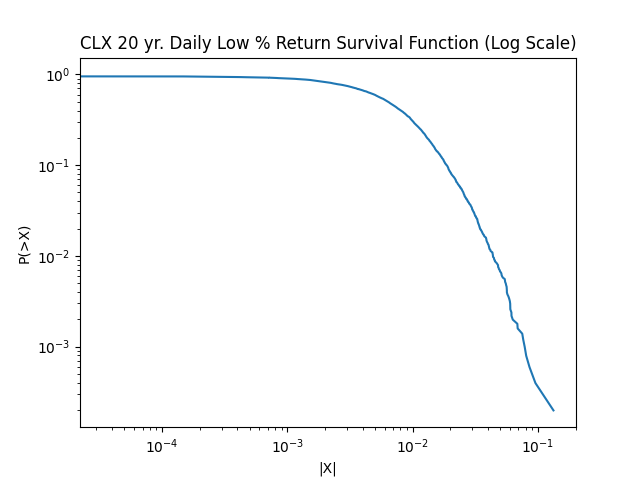 CLX 20 yr. Daily Low % Return Survival Function (Log Scale)
10⁰
10⁻¹
10⁻²
10⁻³
P(>X)
10⁻⁴
10⁻³
10⁻²
10⁻¹
|X|